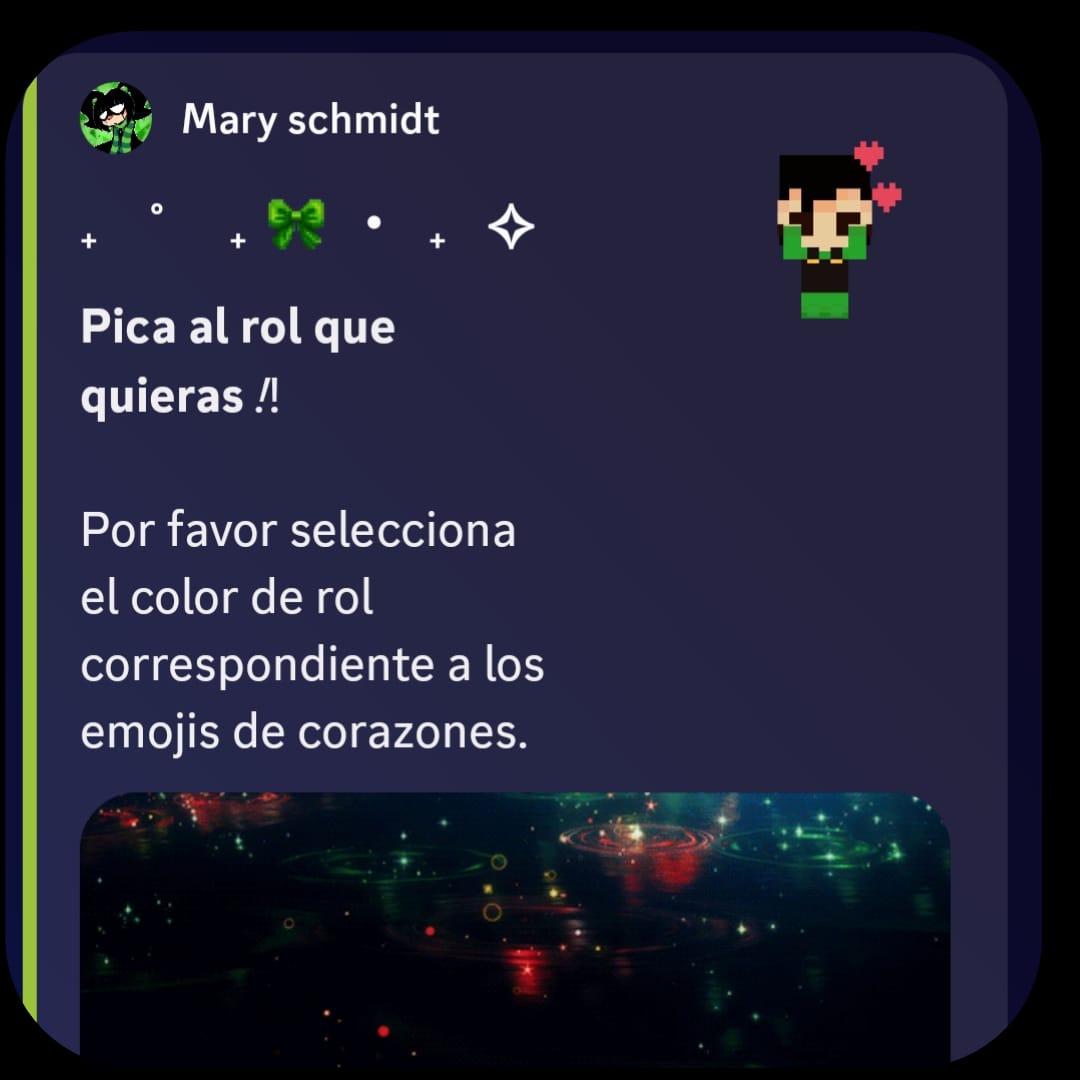 Mary schmidt
Pica al rol que
quieras !!
Por favor selecciona
el color de rol
correspondiente a los
emojis de corazones.